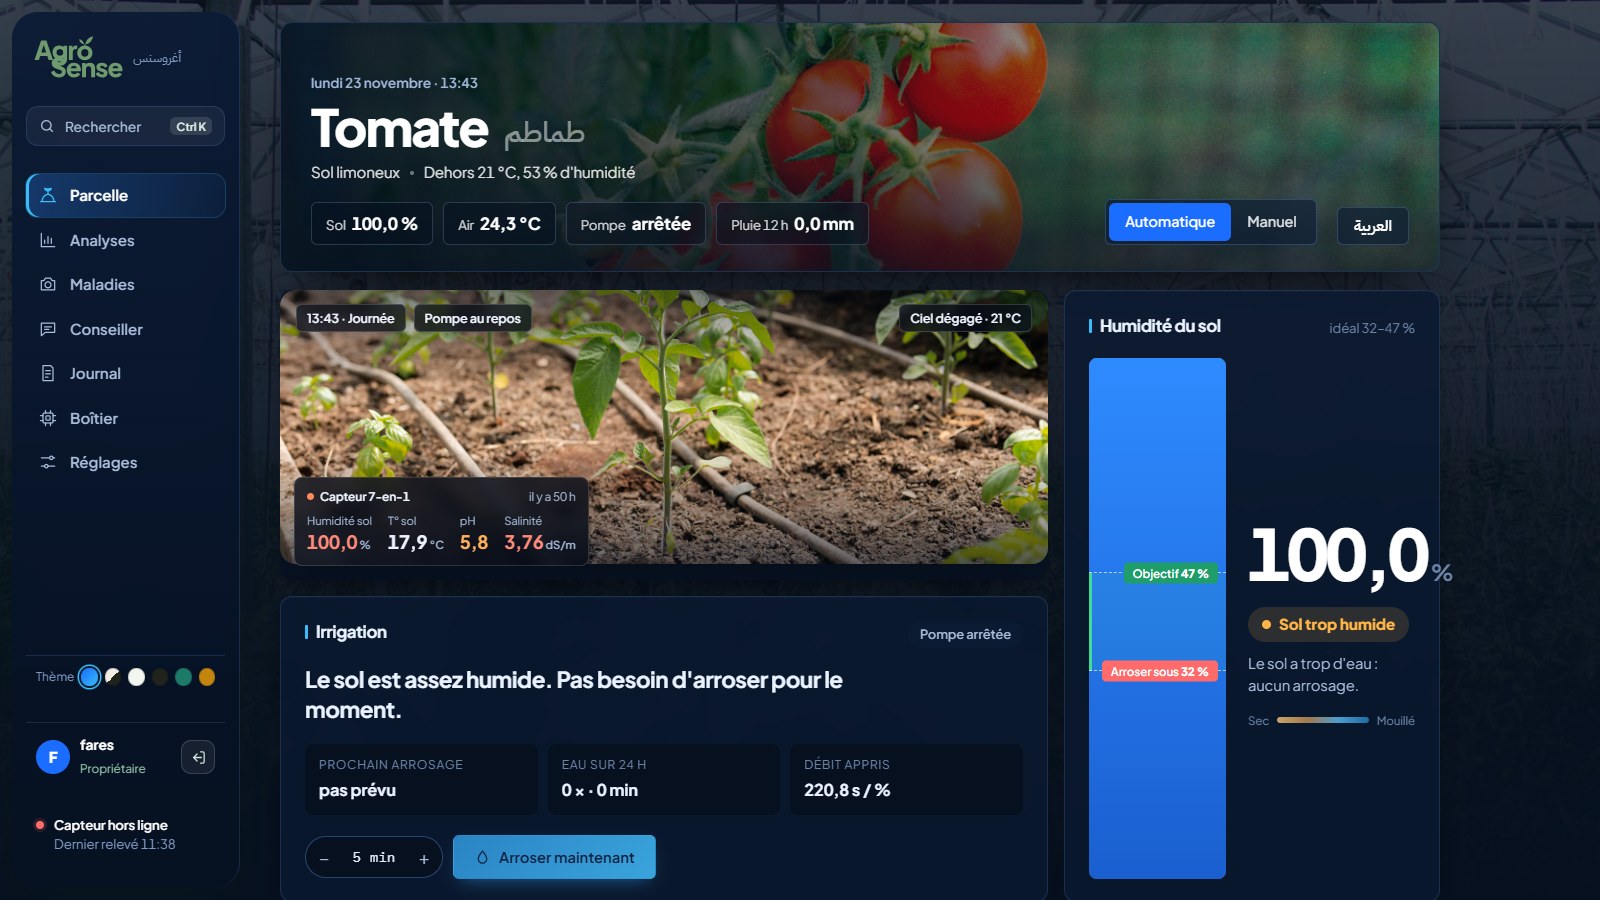 Agro
Sense
أغروسنس
Rechercher
Ctrl K
Parcelle
Analyses
Maladies
Conseiller
Journal
Boîtier
Réglages
Thème
F
fares
Propriétaire
Capteur hors ligne
Dernier relevé 11:38
lundi 23 novembre · 13:43
Tomate طماطم
Sol limoneux • Dehors 21 °C, 53 % d'humidité
Sol 100,0 %
Air 24,3 °C
Pompe arrêtée
Pluie 12 h 0,0 mm
Automatique
Manuel
العربية
13:43 · Journée
Pompe au repos
Ciel dégagé · 21 °C
Capteur 7-en-1
il y a 50 h
Humidité sol T° sol pH Salinité
100,0 % 17,9 °C 5,8 3,76 dS/m
Irrigation
Pompe arrêtée
Le sol est assez humide. Pas besoin d'arroser pour le
moment.
PROCHAIN ARROSAGE
pas prévu
EAU SUR 24 H
0 × · 0 min
DÉBIT APPRIS
220,8 s / %
− 5 min +
Arroser maintenant
Humidité du sol
idéal 32–47 %
Objectif 47 %
Arroser sous 32 %
100,0 %
Sol trop humide
Le sol a trop d'eau :
aucun arrosage.
Sec
Mouillé